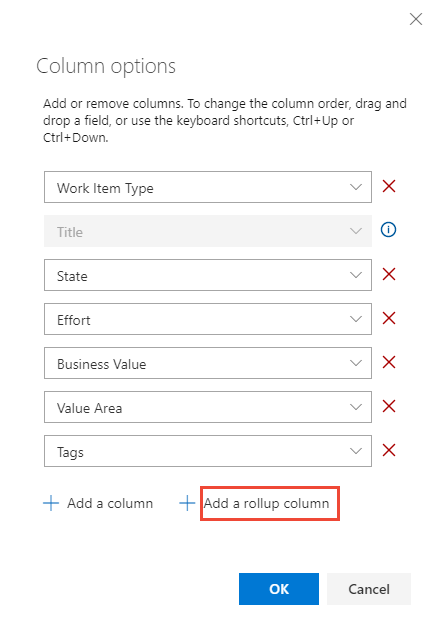 Column options
Add or remove columns. To change the column order, drag and
drop a field, or use the keyboard shortcuts, Ctrl+Up or
Ctrl+Down.
Work Item Type
Title
State
Effort
Business Value
Value Area
Tags
Add a column Add a rollup column
OK Cancel